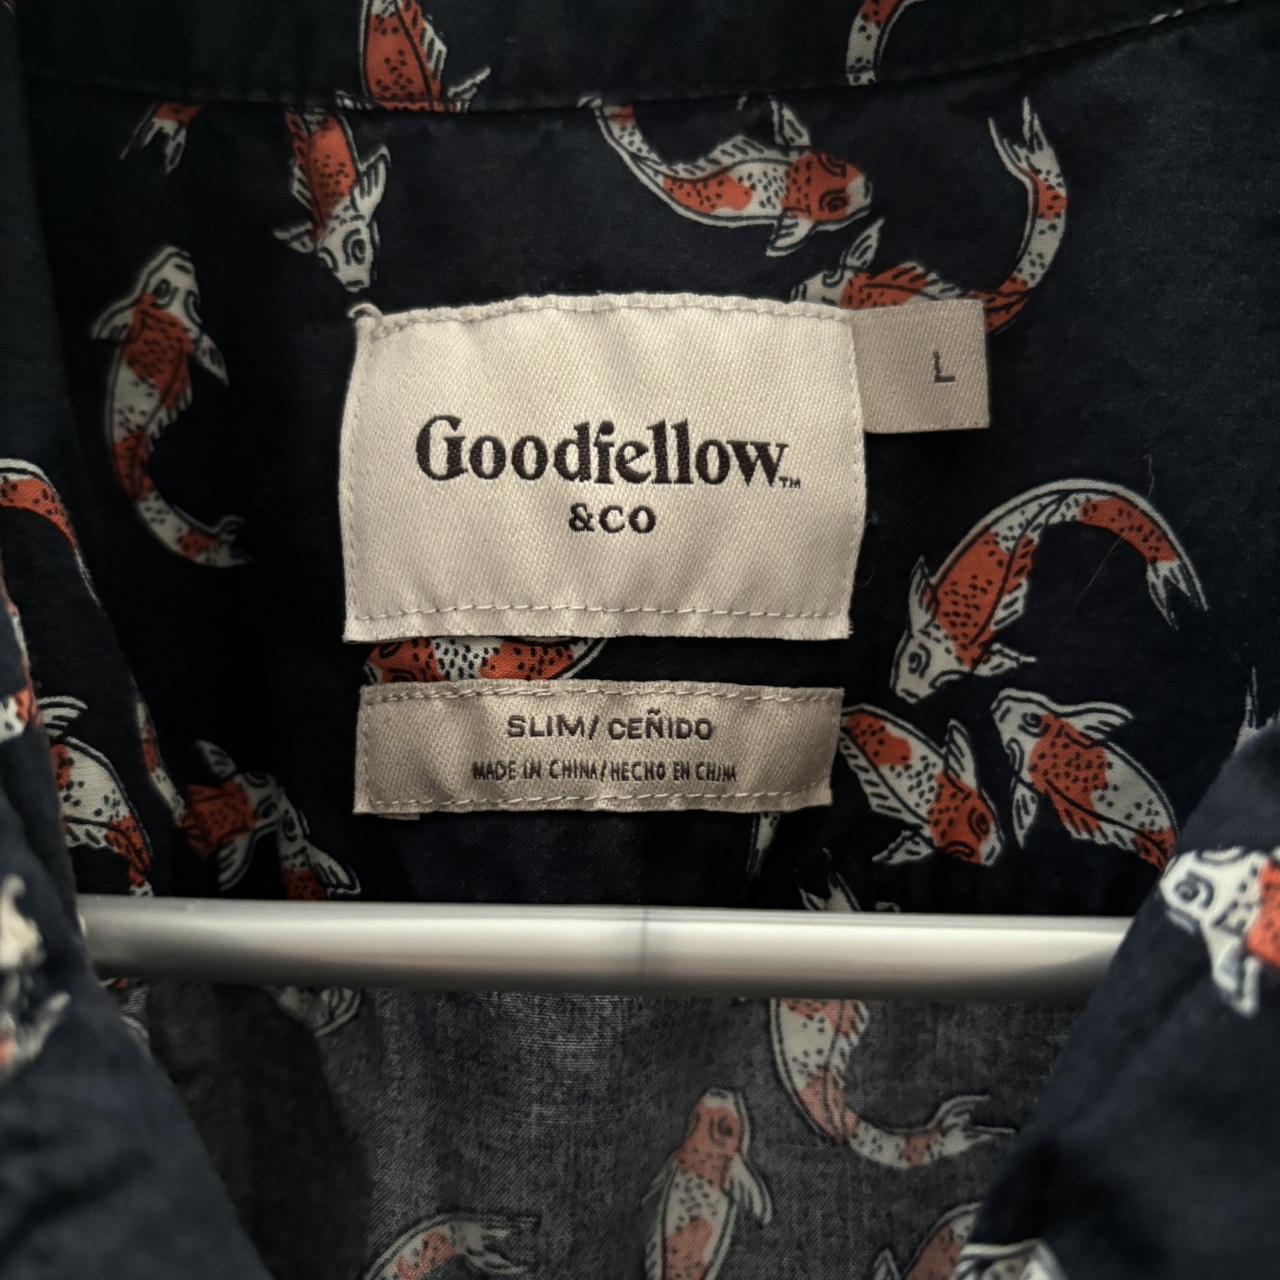 Goodfellow™
&CO
L
SLIM/CEÑIDO
MADE IN CHINA/HECHO EN CHINA